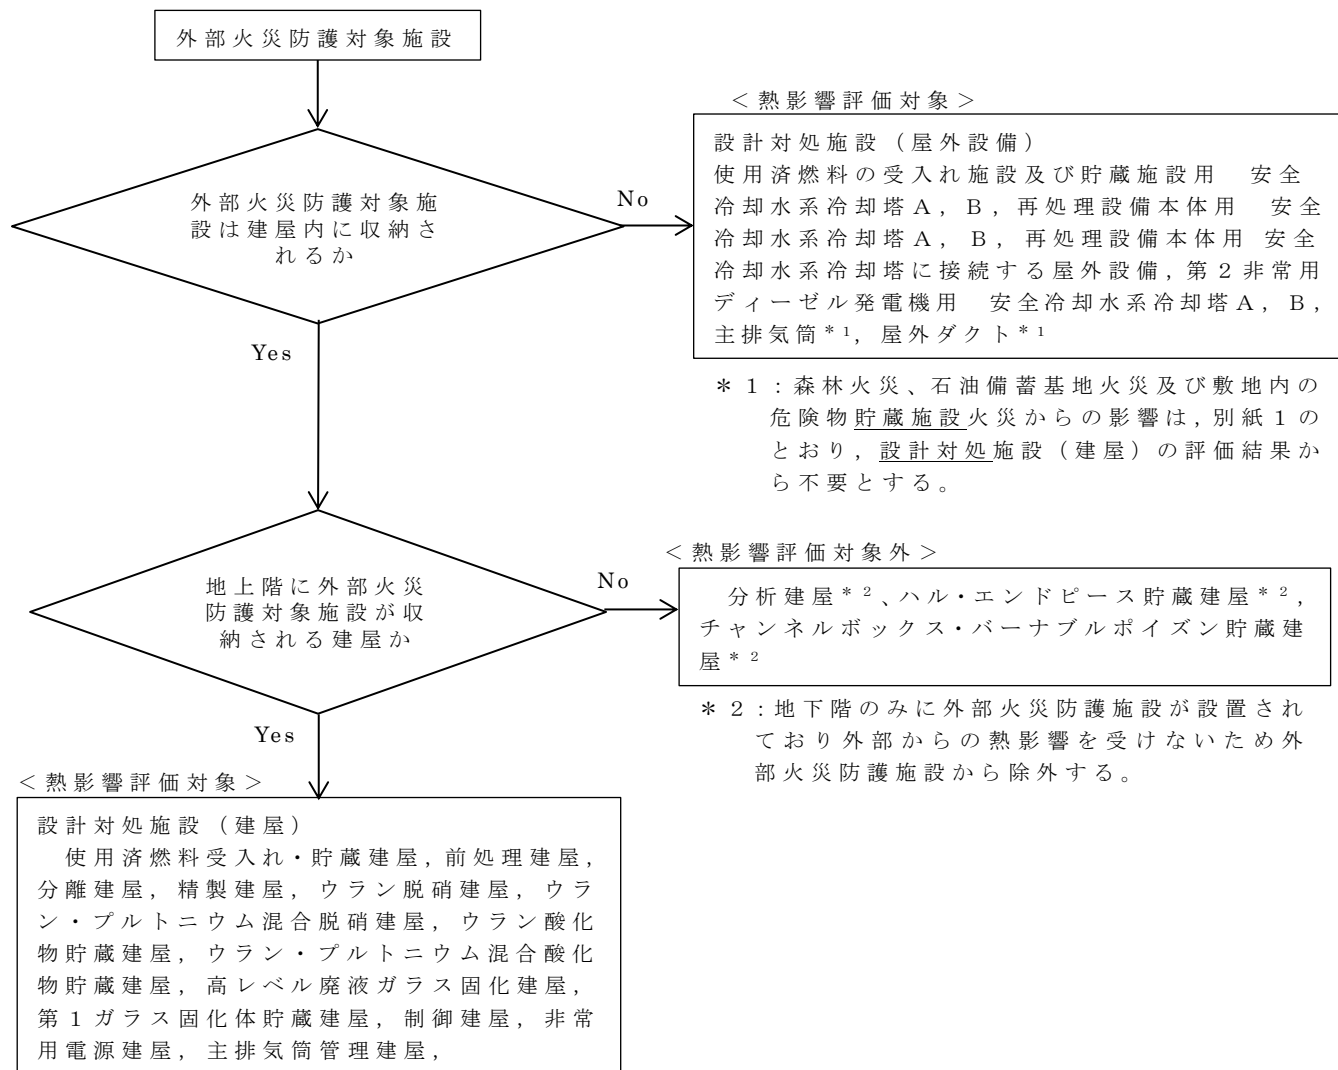 外部火災防護対象施設
＜熱影響評価対象＞
設計対処施設（屋外設備）
使用済燃料の受入れ施設及び貯蔵施設用　安全
冷却水系冷却塔A，B，再処理設備本体用　安全
冷却水系冷却塔A，B，再処理設備本体用 安全
冷却水系冷却塔に接続する屋外設備，第2非常用
ディーゼル発電機用　安全冷却水系冷却塔A，B，
主排気筒*1，屋外ダクト*1
外部火災防護対象施
設は建屋内に収納さ
れるか
No
Yes
＊1：森林火災、石油備蓄基地火災及び敷地内の
危険物貯蔵施設火災からの影響は，別紙1の
とおり，設計対処施設（建屋）の評価結果か
ら不要とする。
地上階に外部火災
防護対象施設が収
納される建屋か
No
＜熱影響評価対象外＞
分析建屋*2、ハル・エンドピース貯蔵建屋*2，
チャンネルボックス・バーナブルポイズン貯蔵建
屋*2
＊2：地下階のみに外部火災防護施設が設置され
ており外部からの熱影響を受けないため外
部火災防護施設から除外する。
Yes
＜熱影響評価対象＞
設計対処施設（建屋）
使用済燃料受入れ・貯蔵建屋，前処理建屋，
分離建屋，精製建屋，ウラン脱硝建屋，ウラ
ン・プルトニウム混合脱硝建屋，ウラン酸化
物貯蔵建屋，ウラン・プルトニウム混合酸化
物貯蔵建屋，高レベル廃液ガラス固化建屋，
第1ガラス固化体貯蔵建屋，制御建屋，非常
用電源建屋，主排気筒管理建屋，